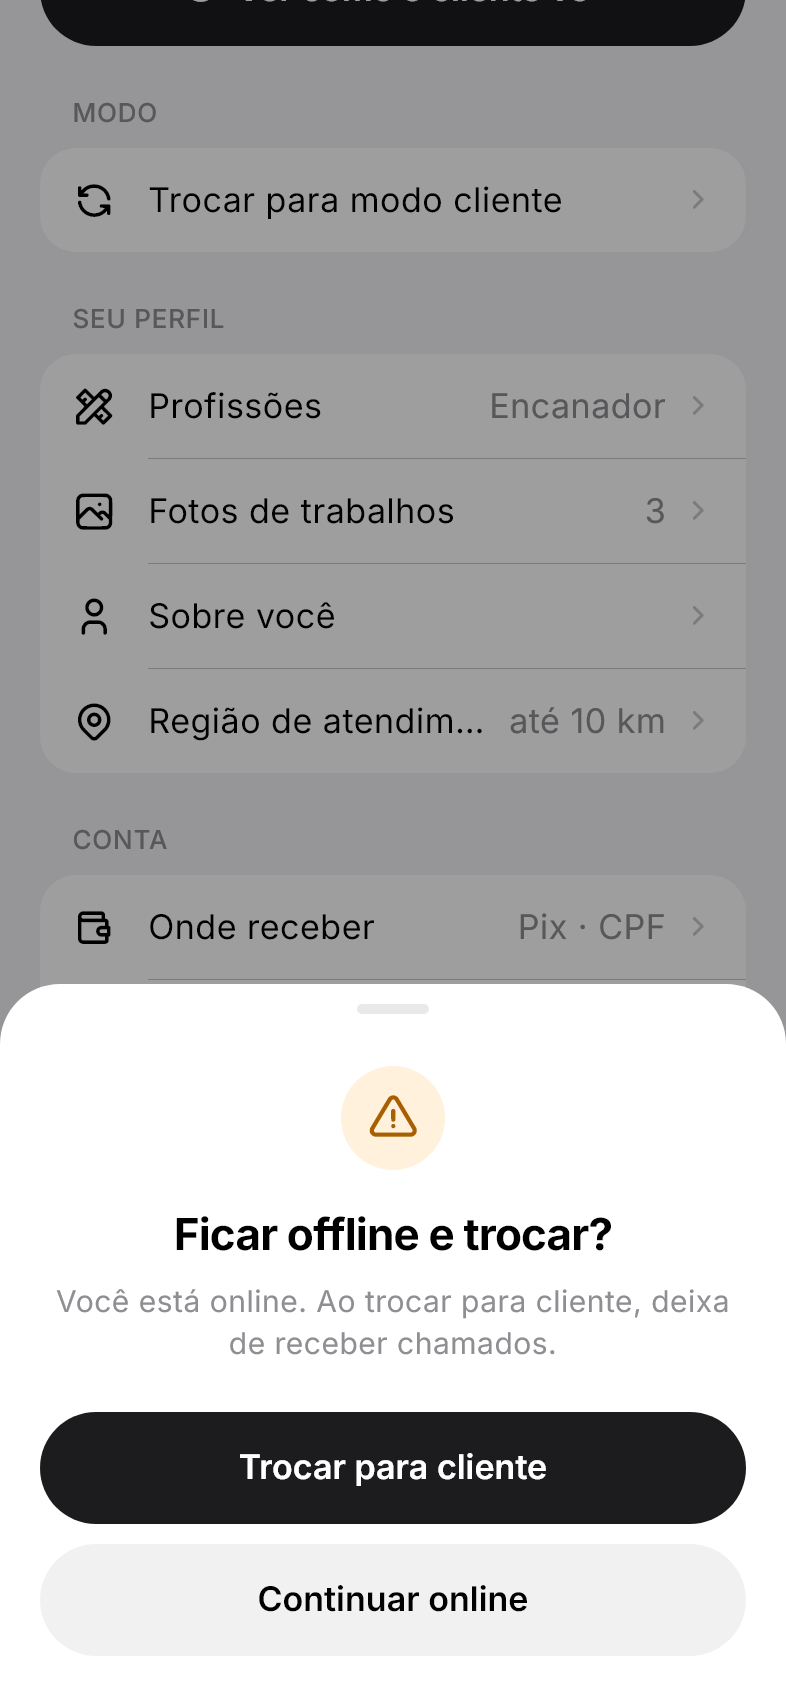 MODO
Trocar para modo cliente
SEU PERFIL
Profissões Encanador
Fotos de trabalhos 3
Sobre você
Região de atendim... até 10 km
CONTA
Onde receber Pix · CPF
Ficar offline e trocar?
Você está online. Ao trocar para cliente, deixa
de receber chamados.
Trocar para cliente
Continuar online